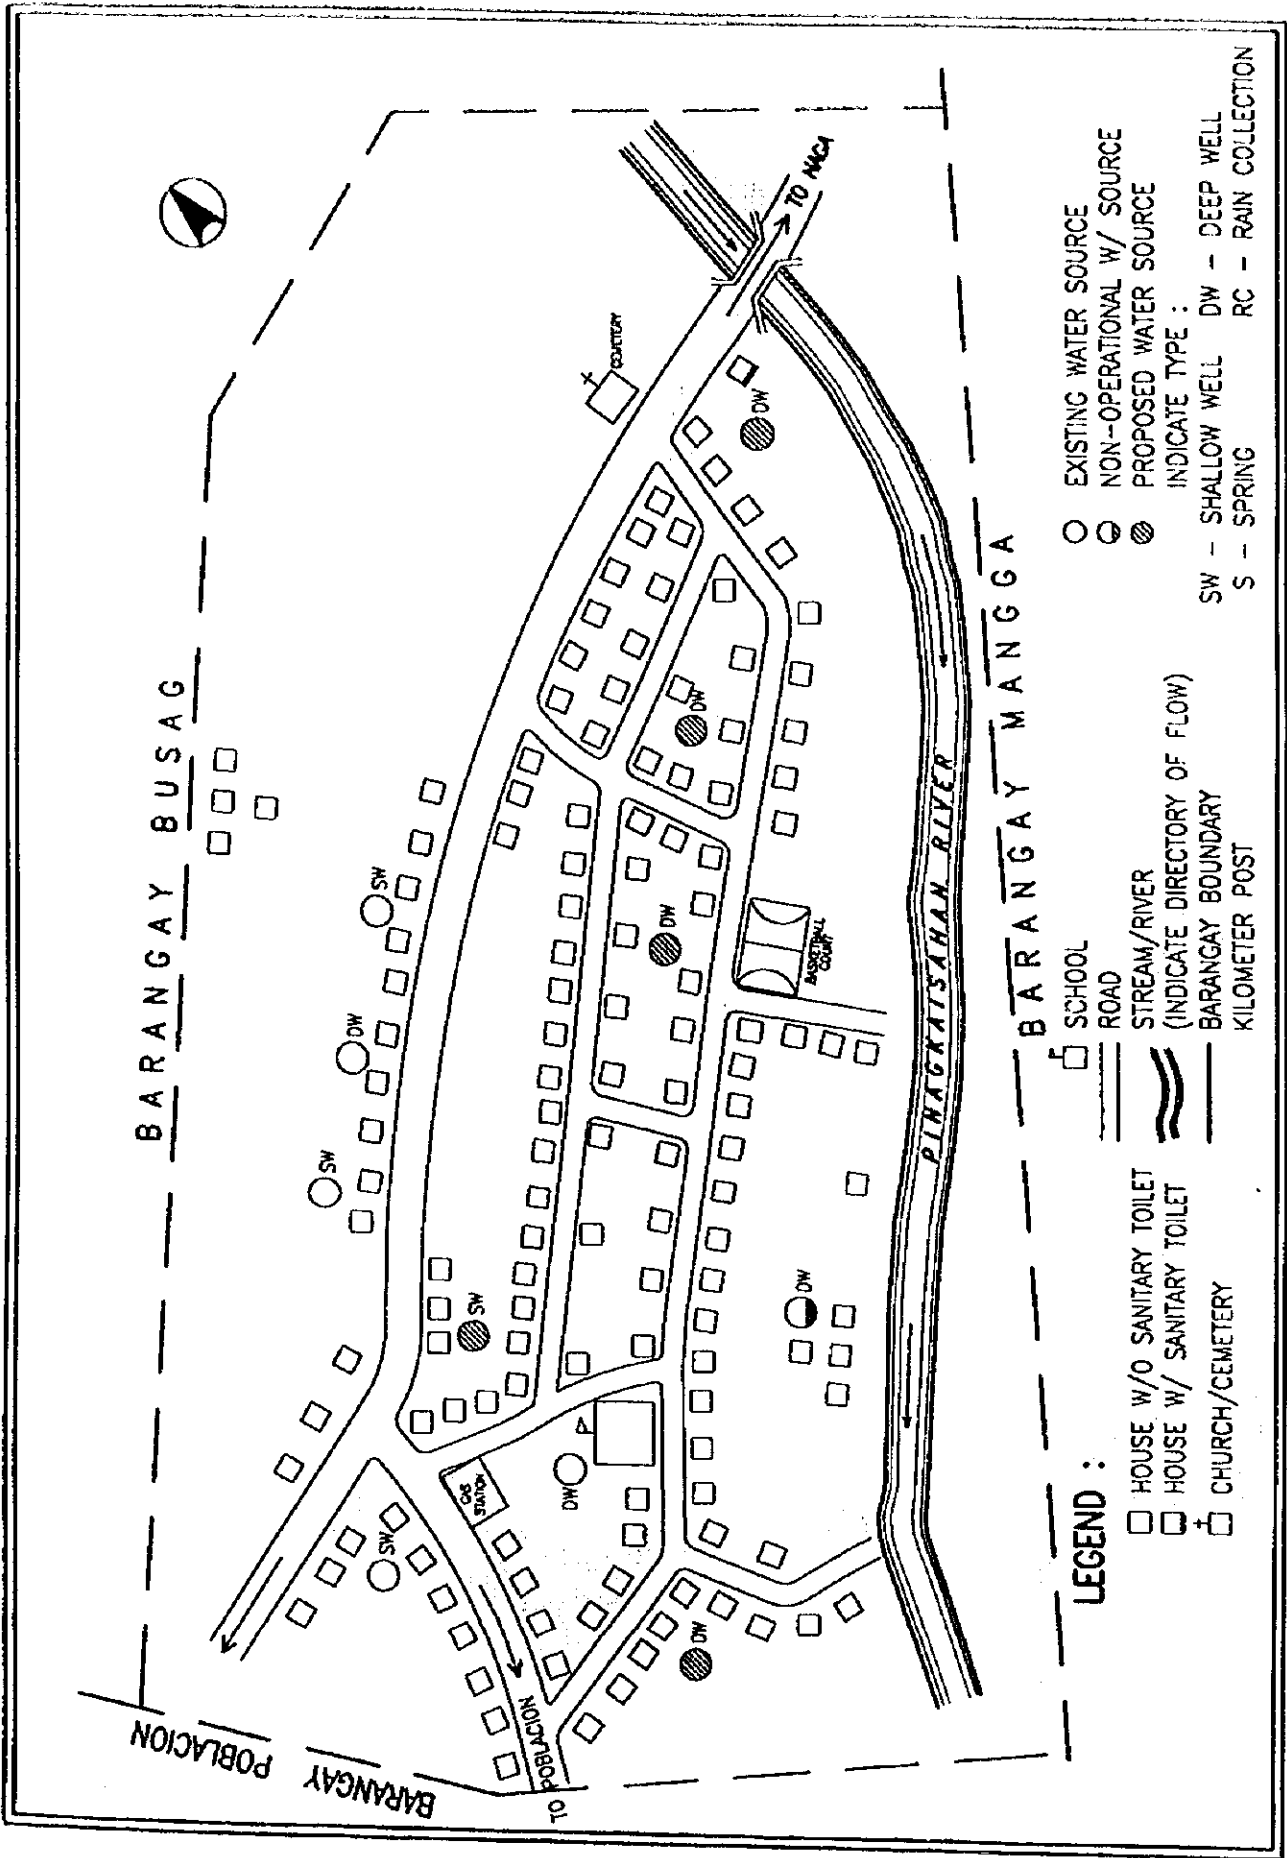 BARANGAY BUSAG
BARANGAY POBLACION
CEMETERY
TO NAGA
SW
DW
SW
DW
DW
DW
SW
DW
SW
GAS
STATION
DW
DW
BASKETBALL
COURT
TO POBLACION
PINAGKAISAHAN RIVER
BARANGAY MANGGA
LEGEND :
HOUSE W/O SANITARY TOILET
HOUSE W/ SANITARY TOILET
CHURCH/CEMETERY
SCHOOL
ROAD
STREAM/RIVER
(INDICATE DIRECTORY OF FLOW)
BARANGAY BOUNDARY
KILOMETER POST
EXISTING WATER SOURCE
NON-OPERATIONAL W/ SOURCE
PROPOSED WATER SOURCE
INDICATE TYPE :
SW - SHALLOW WELL DW - DEEP WELL
S - SPRING RC - RAIN COLLECTION
DW